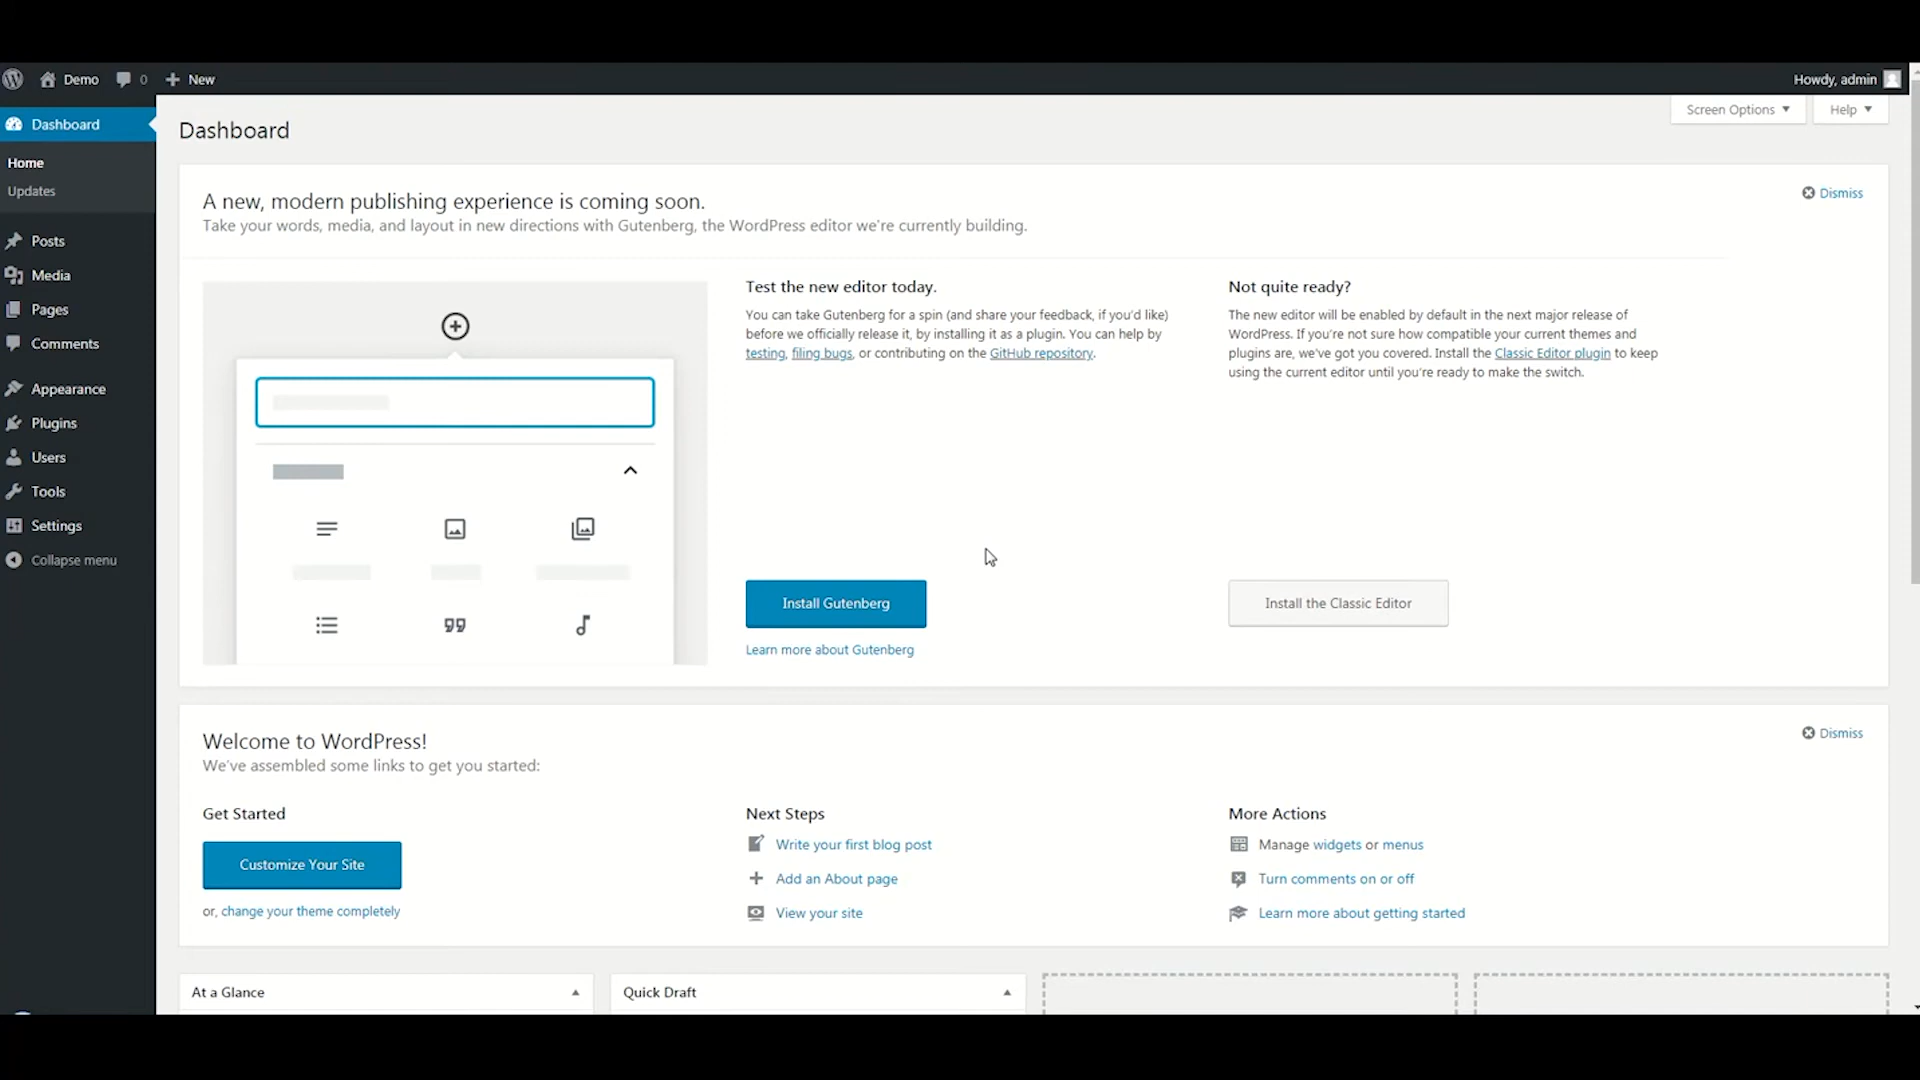 Demo
0
New
Howdy, admin
Screen Options
Help
Dashboard
Home
Updates
Posts
Media
Pages
Comments
Appearance
Plugins
Users
Tools
Settings
Collapse menu
Dashboard
A new, modern publishing experience is coming soon.
Take your words, media, and layout in new directions with Gutenberg, the WordPress editor we're currently building.
Dismiss
Test the new editor today.
You can take Gutenberg for a spin (and share your feedback, if you'd like)
before we officially release it, by installing it as a plugin. You can help by
testing, filing bugs, or contributing on the GitHub repository.
Install Gutenberg
Learn more about Gutenberg
Not quite ready?
The new editor will be enabled by default in the next major release of
WordPress. If you're not sure how compatible your current themes and
plugins are, we've got you covered. Install the Classic Editor plugin to keep
using the current editor until you're ready to make the switch.
Install the Classic Editor
Welcome to WordPress!
We've assembled some links to get you started:
Dismiss
Get Started
Customize Your Site
or, change your theme completely
Next Steps
Write your first blog post
Add an About page
View your site
More Actions
Manage widgets or menus
Turn comments on or off
Learn more about getting started
At a Glance
Quick Draft